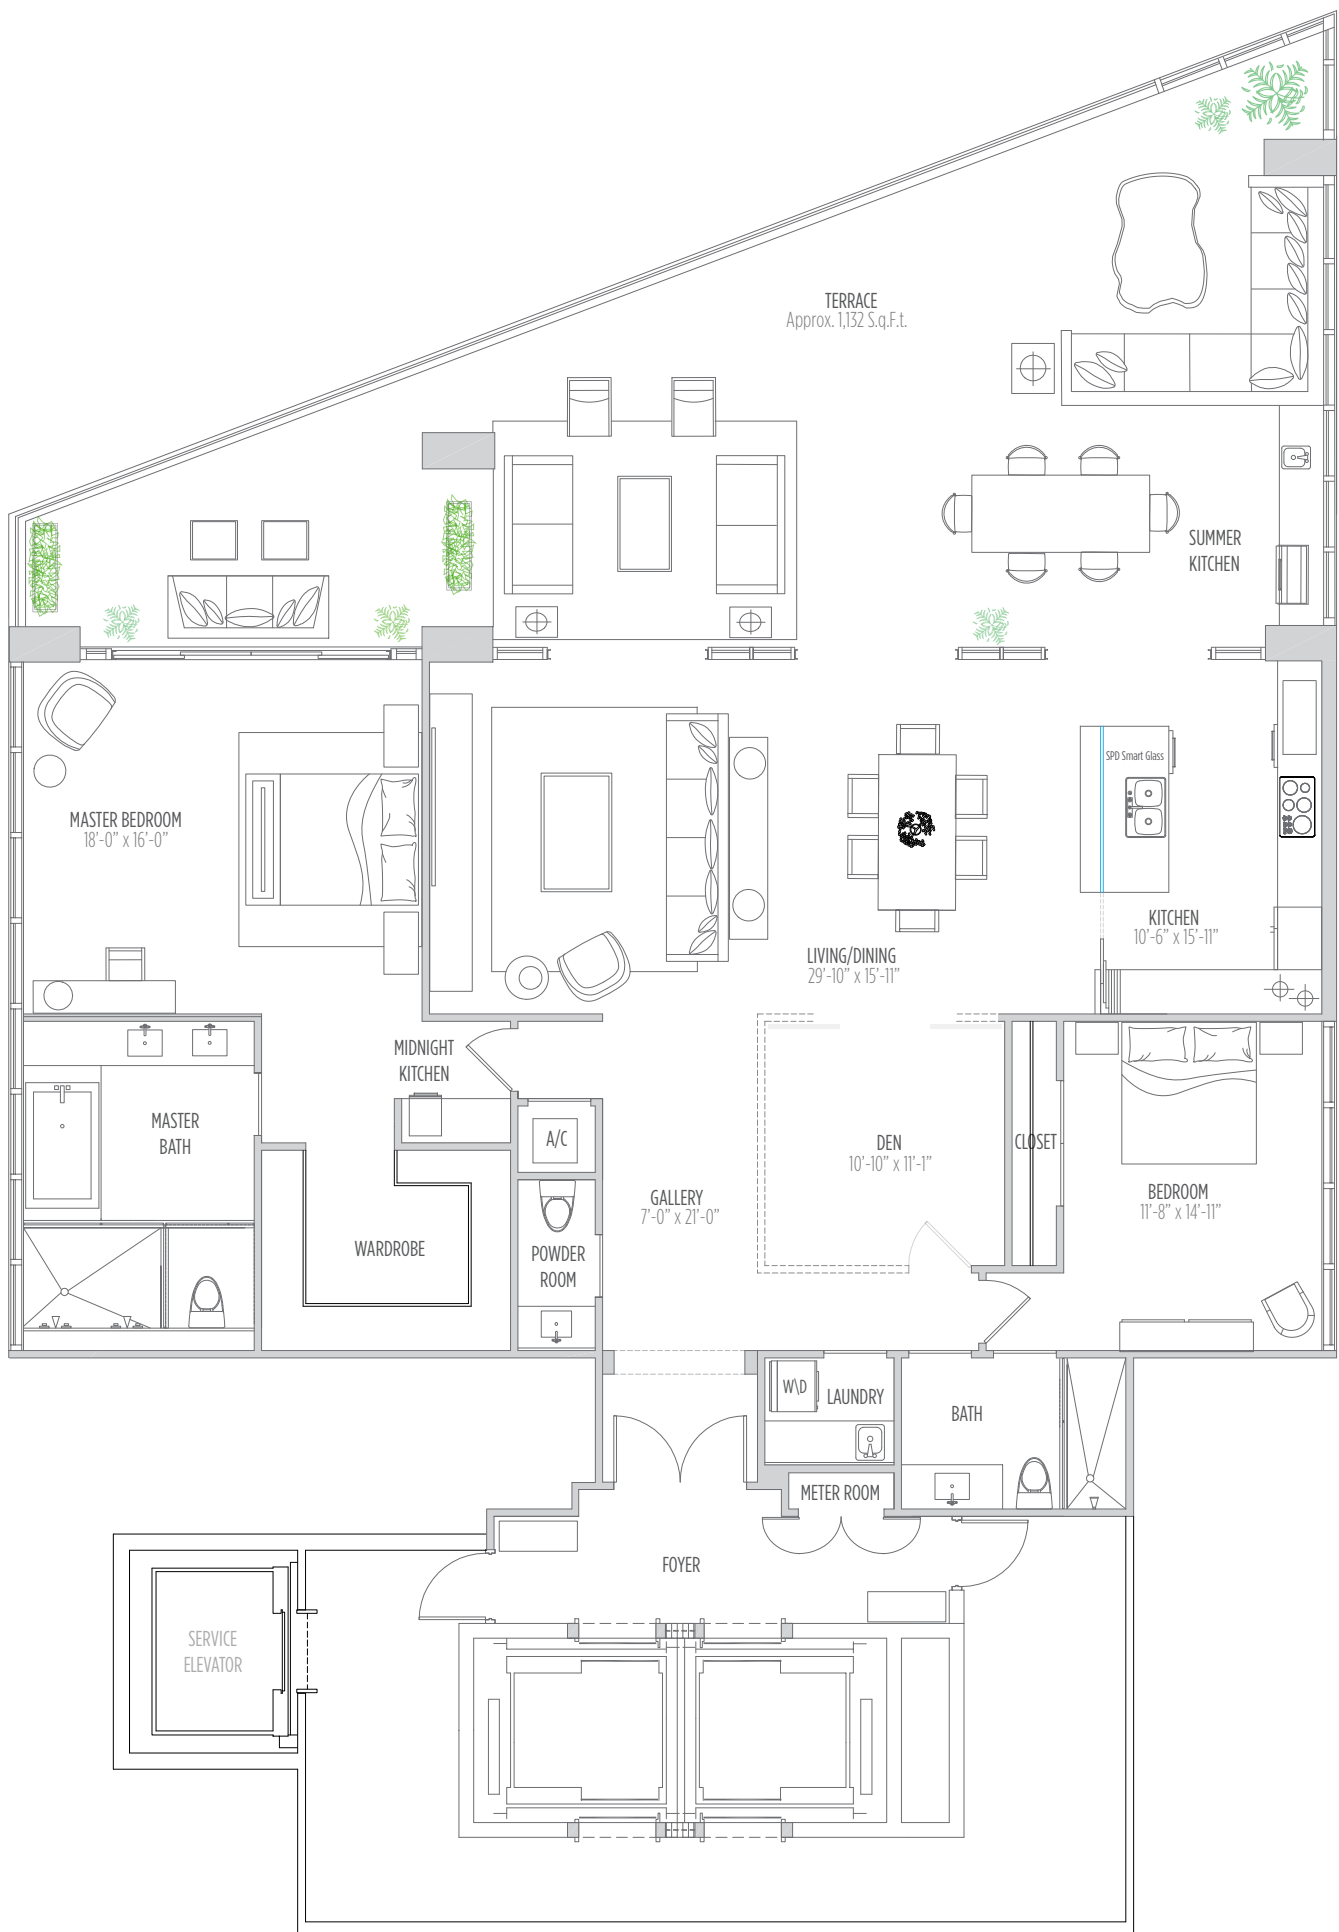 TERRACE
Approx. 1,132 S.q.F.t.
SUMMER
KITCHEN
SPD Smart Glass
MASTER BEDROOM
18'-0" x 16'-0"
KITCHEN
10'-6" x 15'-11"
LIVING/DINING
29'-10" x 15'-11"
MIDNIGHT
KITCHEN
MASTER
BATH
A/C
DEN
10'-10" x 11'-1"
CLOSET
BEDROOM
11'-8" x 14'-11"
GALLERY
7'-0" x 21'-0"
WARDROBE
POWDER
ROOM
W\D
LAUNDRY
BATH
METER ROOM
FOYER
SERVICE
ELEVATOR